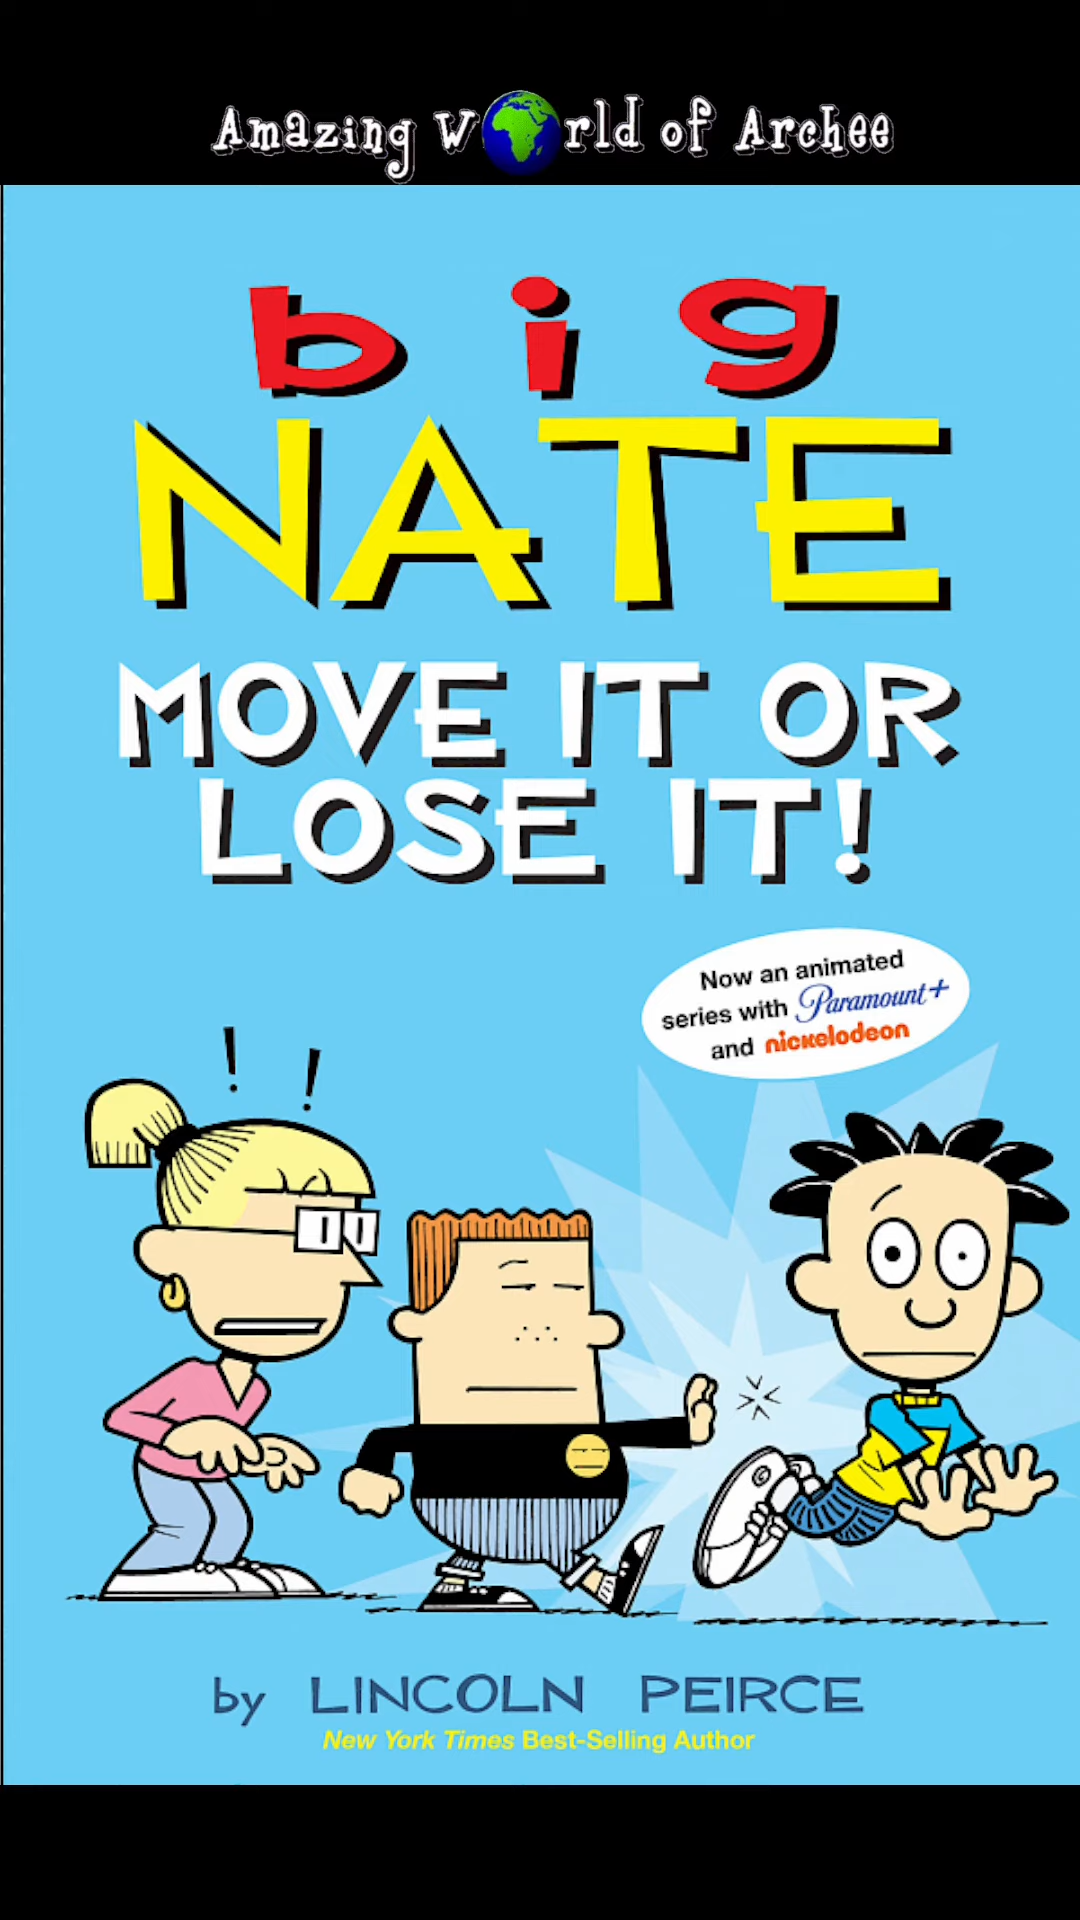 Amazing World of Archee
big
NATE
MOVE IT OR
LOSE IT!
Now an animated
series with Paramount+
and nickelodeon
! !
by LINCOLN PEIRCE
New York Times Best-Selling Author